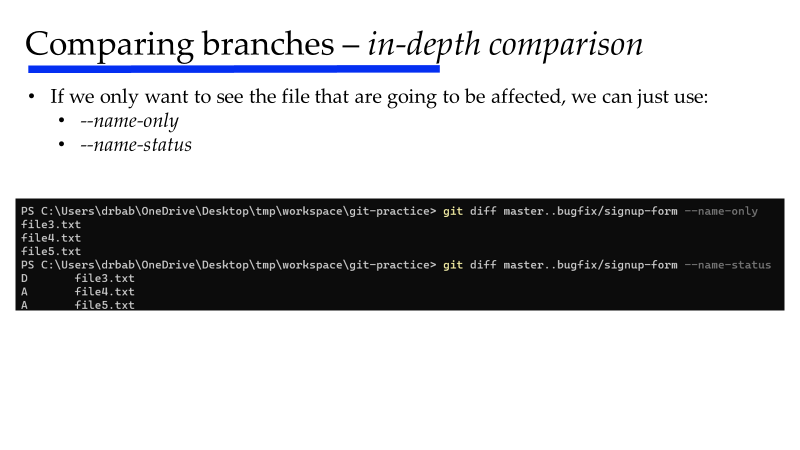 Comparing branches – in-depth comparison
• If we only want to see the file that are going to be affected, we can just use:
• --name-only
• --name-status
PS C:\Users\drbab\OneDrive\Desktop\tmp\workspace\git-practice> git diff master..bugfix/signup-form --name-only
file3.txt
file4.txt
file5.txt
PS C:\Users\drbab\OneDrive\Desktop\tmp\workspace\git-practice> git diff master..bugfix/signup-form --name-status
D       file3.txt
A       file4.txt
A       file5.txt